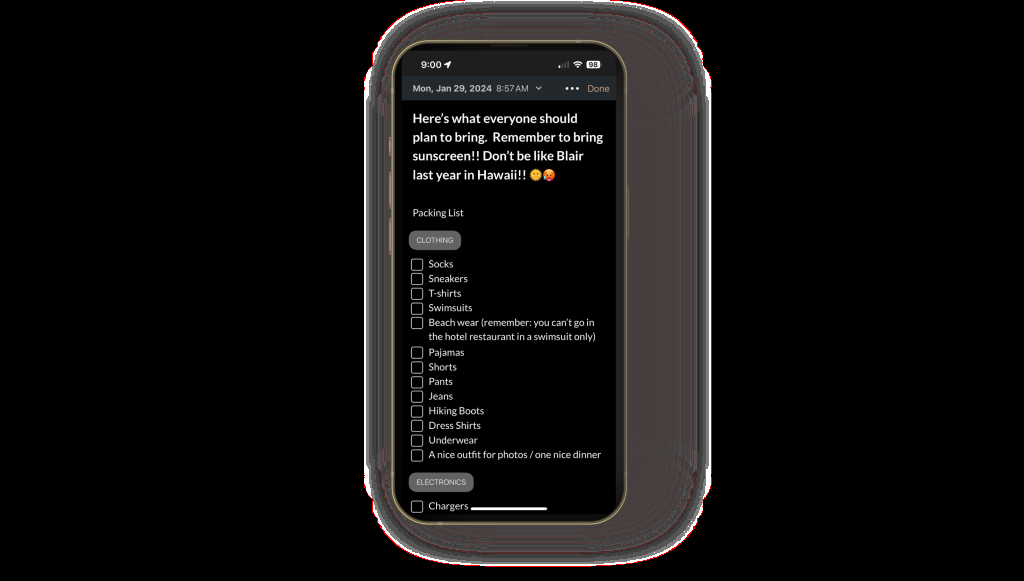 9:00
98
Mon, Jan 29, 2024 8:57 AM
Done
Here's what everyone should
plan to bring. Remember to bring
sunscreen!! Don't be like Blair
last year in Hawaii!! 🌞🥵
Packing List
CLOTHING
Socks
Sneakers
T-shirts
Swimsuits
Beach wear (remember: you can't go in
the hotel restaurant in a swimsuit only)
Pajamas
Shorts
Pants
Jeans
Hiking Boots
Dress Shirts
Underwear
A nice outfit for photos / one nice dinner
ELECTRONICS
Chargers